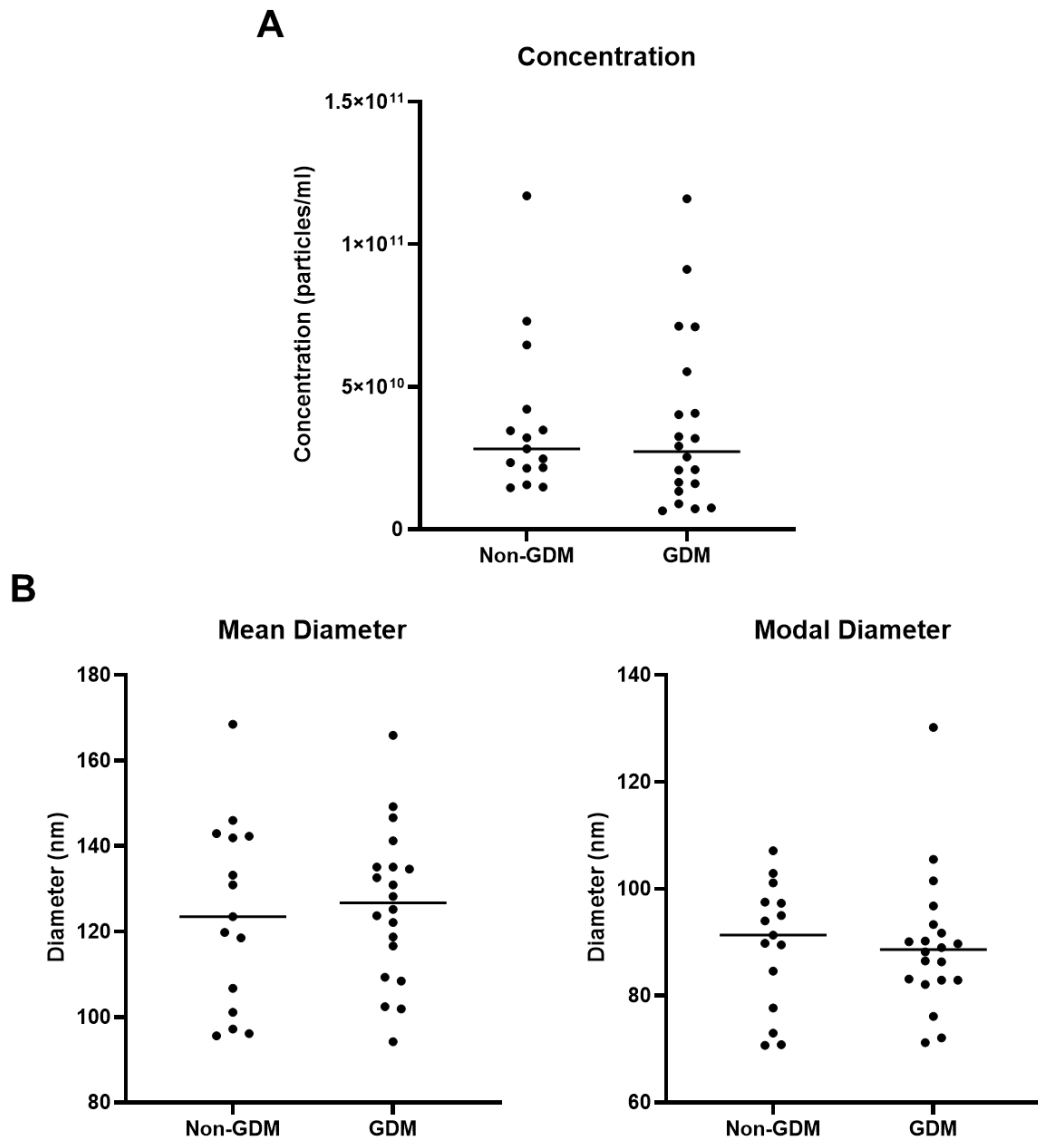 A
Concentration
1.5×10¹¹
1×10¹¹
5×10¹⁰
0
Concentration (particles/ml)
Non-GDM GDM
B
Mean Diameter
180
160
140
120
100
80
Diameter (nm)
Non-GDM GDM
Modal Diameter
140
120
100
80
60
Diameter (nm)
Non-GDM GDM